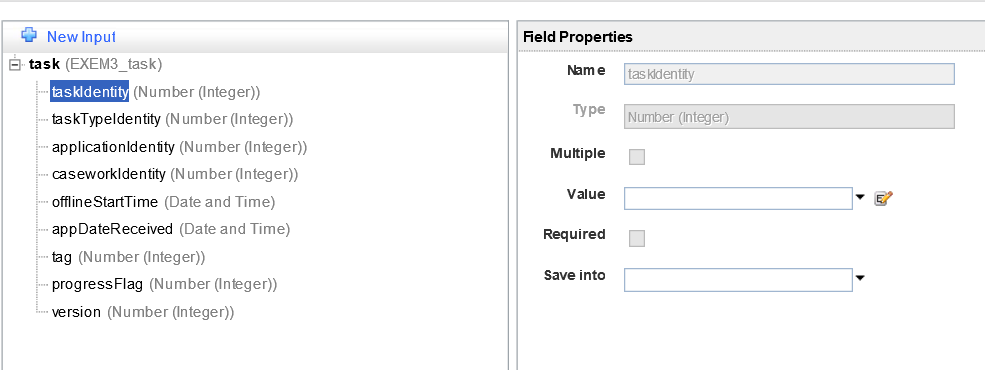 New Input
task (EXEM3_task)
taskIdentity (Number (Integer))
taskTypeIdentity (Number (Integer))
applicationIdentity (Number (Integer))
caseworkIdentity (Number (Integer))
offlineStartTime (Date and Time)
appDateReceived (Date and Time)
tag (Number (Integer))
progressFlag (Number (Integer))
version (Number (Integer))
Field Properties
Name taskIdentity
Type Number (Integer)
Multiple
Value
Required
Save into